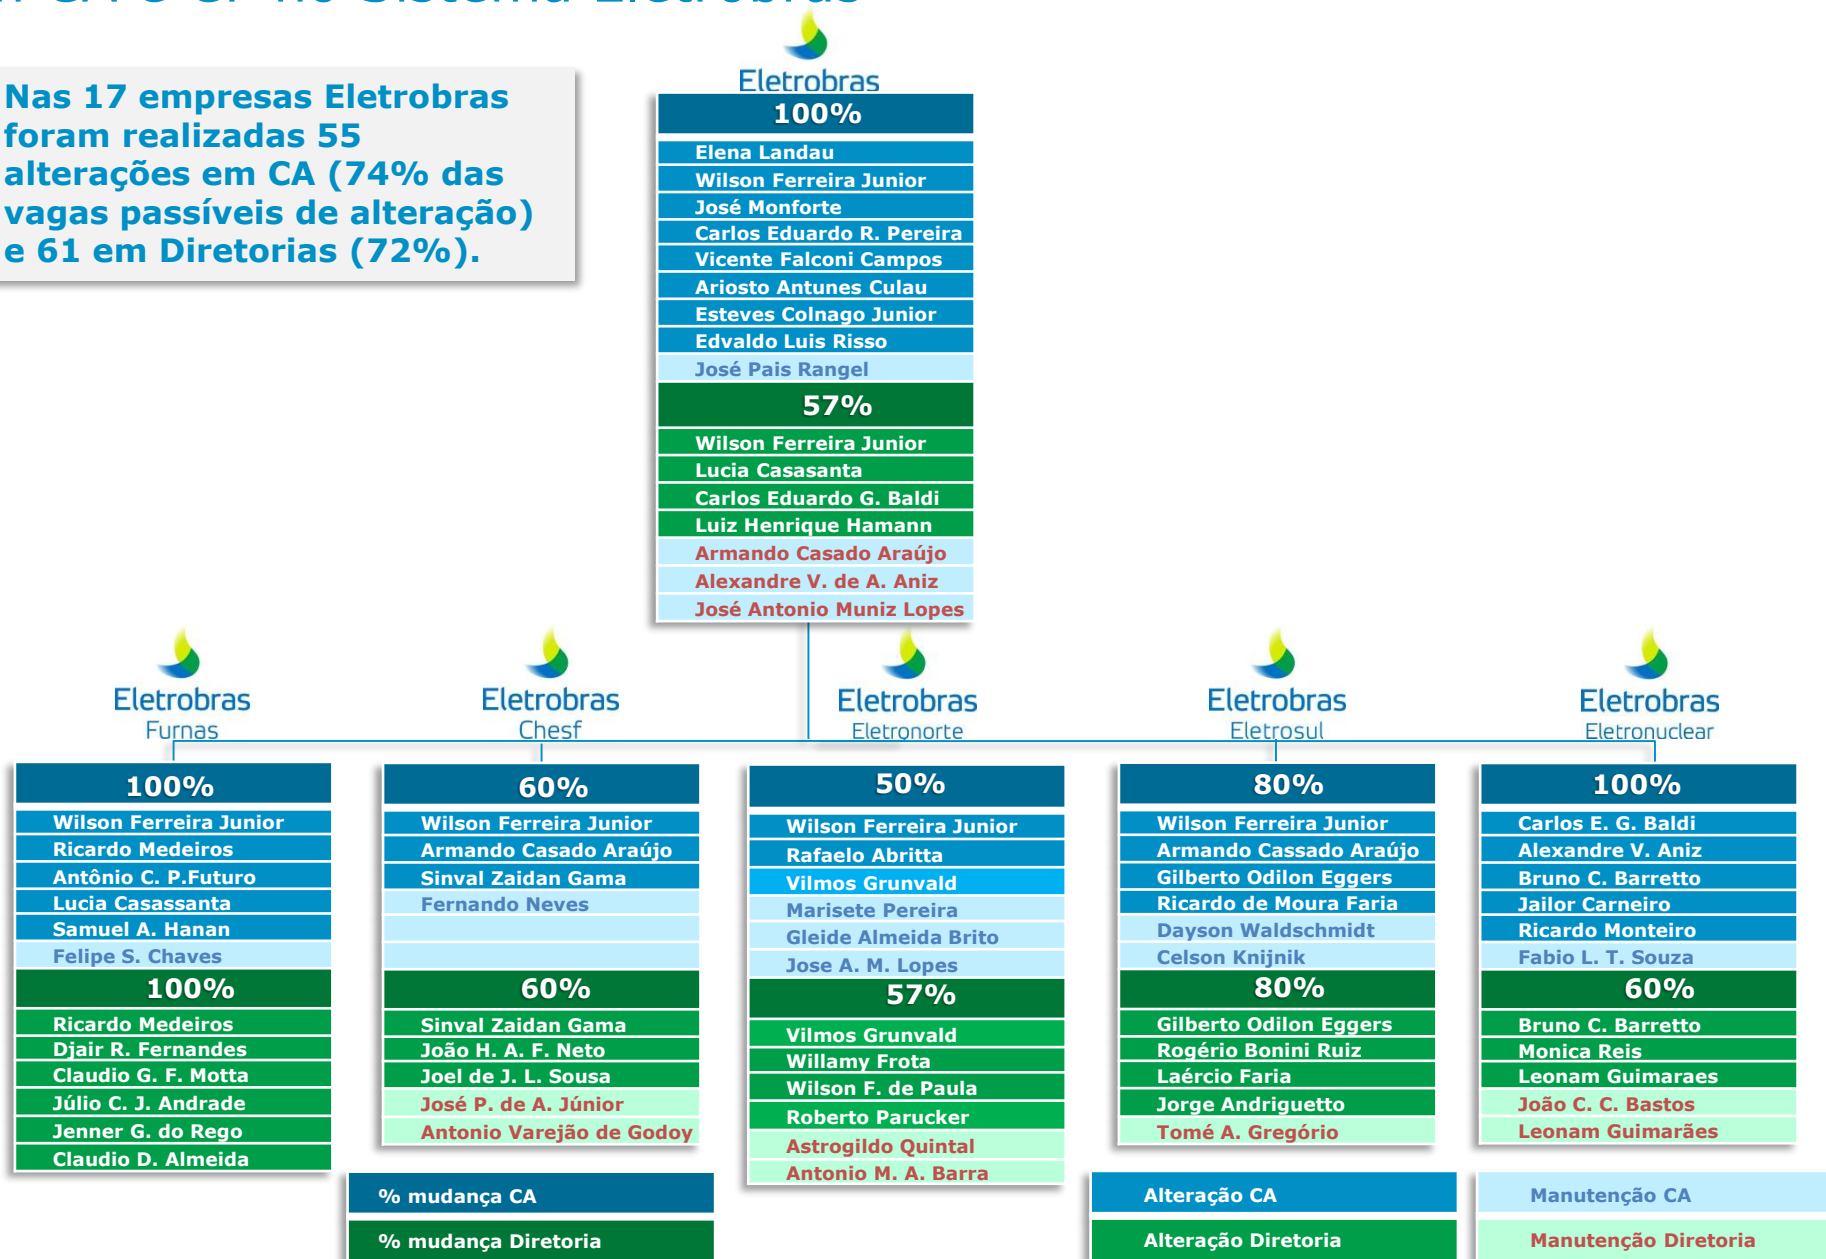 Sistema Eletrobras
Nas 17 empresas Eletrobras
foram realizadas 55
alterações em CA (74% das
vagas passíveis de alteração)
e 61 em Diretorias (72%).
Eletrobras
100%
Elena Landau
Wilson Ferreira Junior
José Monforte
Carlos Eduardo R. Pereira
Vicente Falconi Campos
Ariosto Antunes Culau
Esteves Colnago Junior
Edvaldo Luis Risso
José Pais Rangel
57%
Wilson Ferreira Junior
Lucia Casasanta
Carlos Eduardo G. Baldi
Luiz Henrique Hamann
Armando Casado Araújo
Alexandre V. de A. Aniz
José Antonio Muniz Lopes
Eletrobras
Furnas
100%
Wilson Ferreira Junior
Ricardo Medeiros
Antônio C. P.Futuro
Lucia Casassanta
Samuel A. Hanan
Felipe S. Chaves
100%
Ricardo Medeiros
Djair R. Fernandes
Claudio G. F. Motta
Júlio C. J. Andrade
Jenner G. do Rego
Claudio D. Almeida
Eletrobras
Chesf
60%
Wilson Ferreira Junior
Armando Casado Araújo
Sinval Zaidan Gama
Fernando Neves
60%
Sinval Zaidan Gama
João H. A. F. Neto
Joel de J. L. Sousa
José P. de A. Júnior
Antonio Varejão de Godoy
Eletrobras
Eletronorte
50%
Wilson Ferreira Junior
Rafaelo Abritta
Vilmos Grunvald
Marisete Pereira
Gleide Almeida Brito
Jose A. M. Lopes
57%
Vilmos Grunvald
Willamy Frota
Wilson F. de Paula
Roberto Parucker
Astrogildo Quintal
Antonio M. A. Barra
Eletrobras
Eletrosul
80%
Wilson Ferreira Junior
Armando Cassado Araújo
Gilberto Odilon Eggers
Ricardo de Moura Faria
Dayson Waldschmidt
Celson Knijnik
80%
Gilberto Odilon Eggers
Rogério Bonini Ruiz
Laércio Faria
Jorge Andriguetto
Tomé A. Gregório
Eletrobras
Eletronuclear
100%
Carlos E. G. Baldi
Alexandre V. Aniz
Bruno C. Barretto
Jailor Carneiro
Ricardo Monteiro
Fabio L. T. Souza
60%
Bruno C. Barretto
Monica Reis
Leonam Guimaraes
João C. C. Bastos
Leonam Guimarães
% mudança CA
% mudança Diretoria
Alteração CA
Alteração Diretoria
Manutenção CA
Manutenção Diretoria